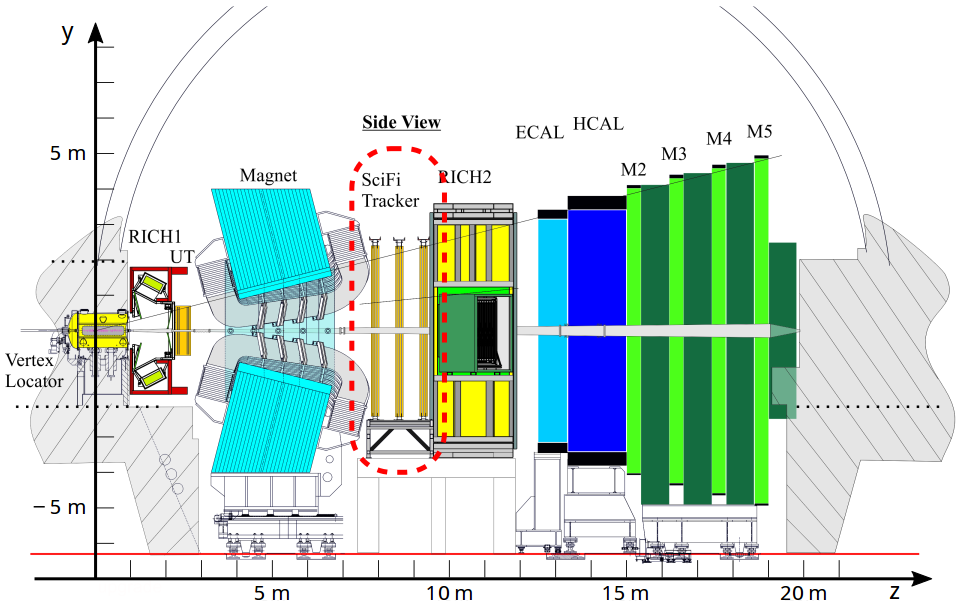 y
5 m
−5 m
Side View
ECAL
HCAL
M2
M3
M4
M5
Magnet
SciFi
Tracker
RICH2
RICH1
UT
Vertex
Locator
5 m
10 m
15 m
20 m
z